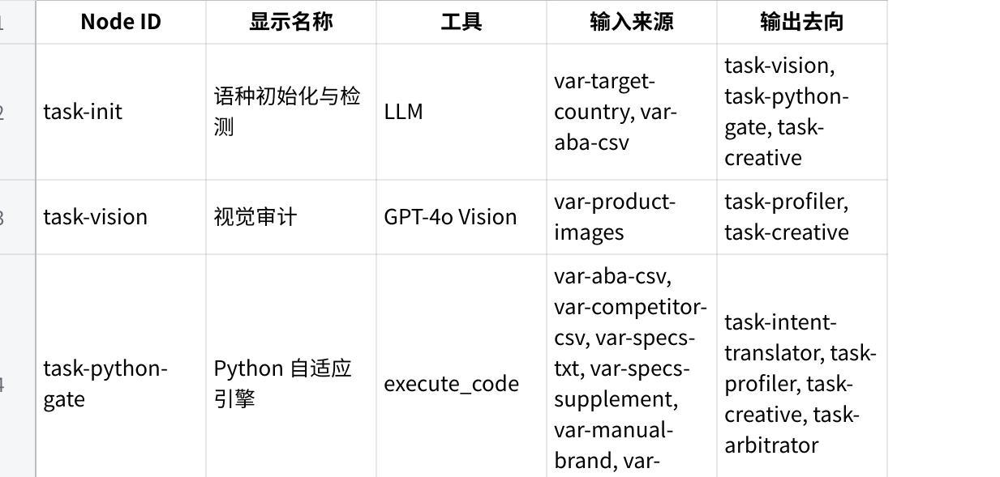 1 Node ID 显示名称 工具 输入来源 输出去向
2 task-init 语种初始化与检测 LLM var-target-country, var-aba-csv task-vision, task-python-gate, task-creative
3 task-vision 视觉审计 GPT-4o Vision var-product-images task-profiler, task-creative
4 task-python-gate Python 自适应引擎 execute_code var-aba-csv, var-competitor-csv, var-specs-txt, var-specs-supplement, var-manual-brand, var- task-intent-translator, task-profiler, task-creative, task-arbitrator